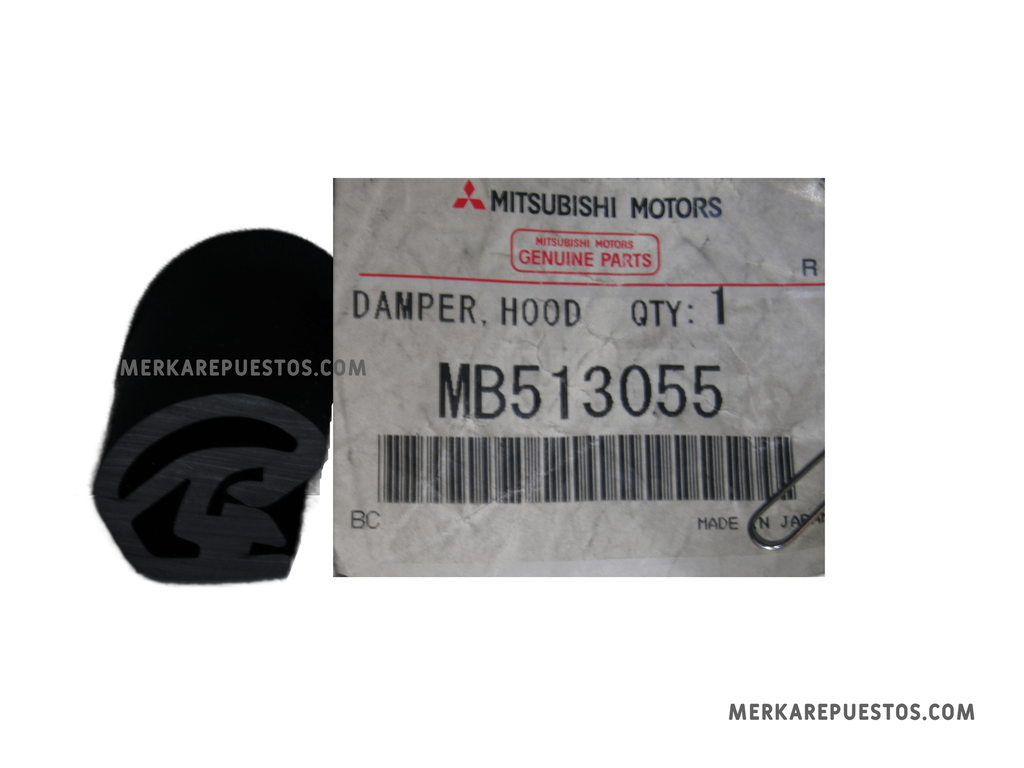 MITSUBISHI MOTORS
MITSUBISHI MOTORS
GENUINE PARTS
R
DAMPER, HOOD QTY: 1
MERKAREPUESTOS.COM
MB513055
BC MADE IN JAPAN
MERKAREPUESTOS.COM